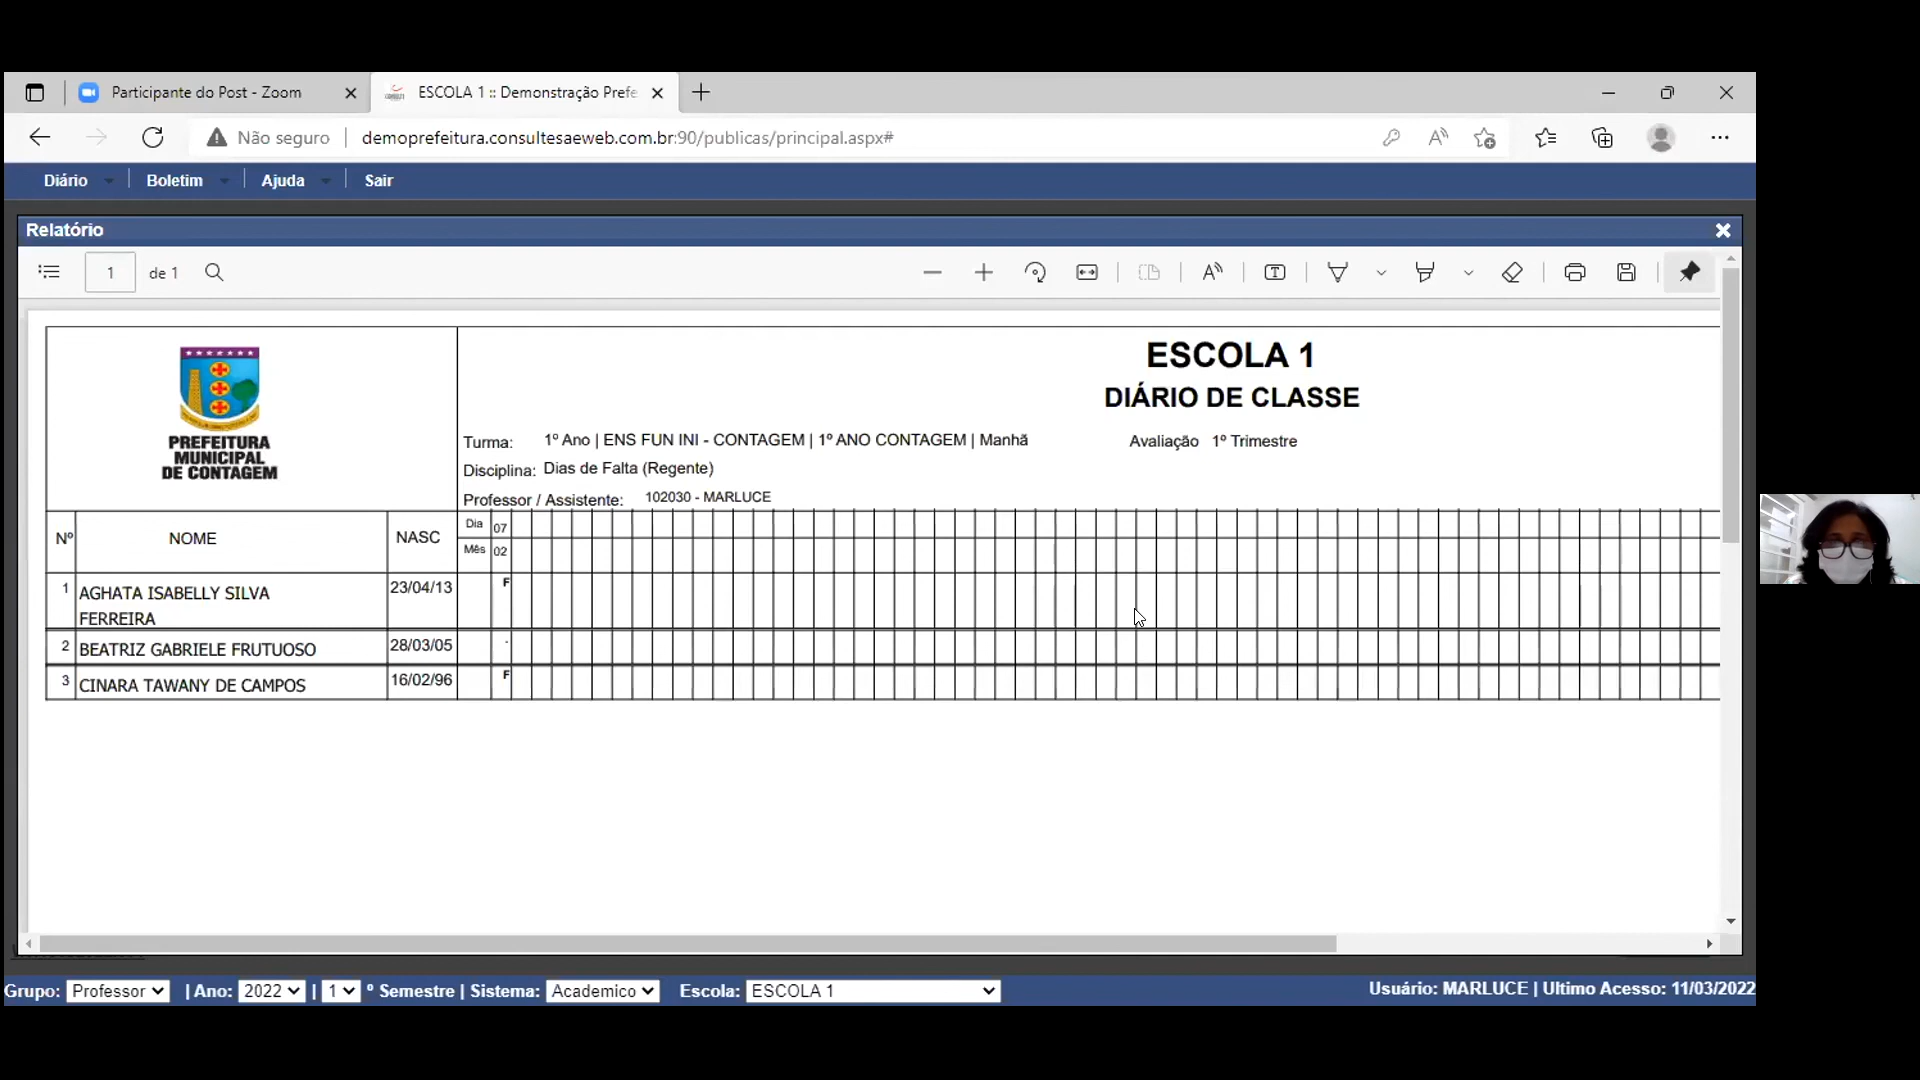 Participante do Post - Zoom
ESCOLA 1 :: Demonstração Prefe
Não seguro
demoprefeitura.consultesaeweb.com.br:90/publicas/principal.aspx#
Diário
Boletim
Ajuda
Sair
Relatório
1 de 1
ESCOLA 1
DIÁRIO DE CLASSE
PREFEITURA
MUNICIPAL
DE CONTAGEM
Turma: 1º Ano | ENS FUN INI - CONTAGEM | 1º ANO CONTAGEM | Manhã
Avaliação 1º Trimestre
Disciplina: Dias de Falta (Regente)
Professor / Assistente: 102030 - MARLUCE
Nº NOME NASC
Dia 07
Mês 02
1 AGHATA ISABELLY SILVA 23/04/13 F
FERREIRA
2 BEATRIZ GABRIELE FRUTUOSO 28/03/05 .
3 CINARA TAWANY DE CAMPOS 16/02/96 F
Grupo: Professor | Ano: 2022 | 1 º Semestre | Sistema: Academico Escola: ESCOLA 1
Usuário: MARLUCE | Ultimo Acesso: 11/03/2022